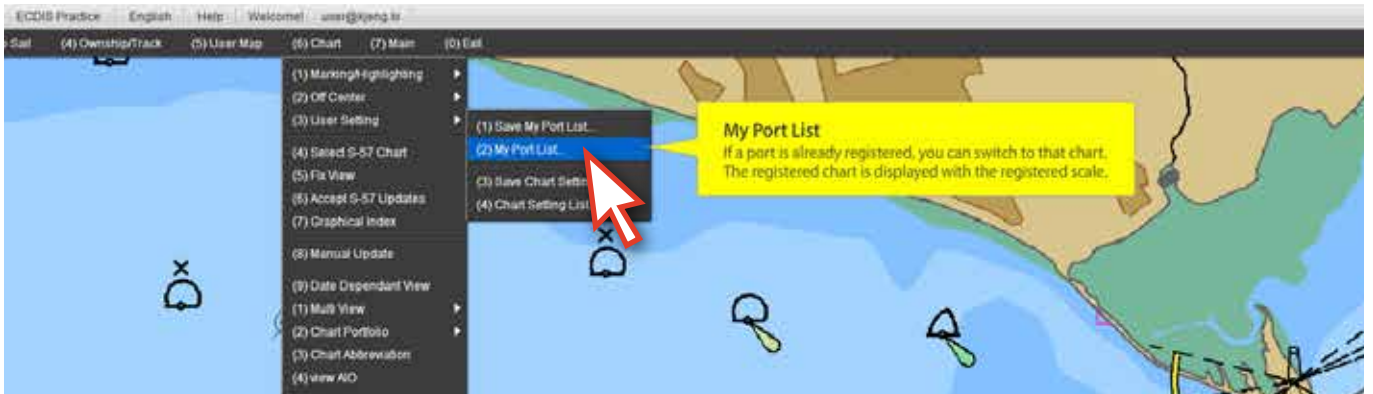 ECDIS Practice English Help Welcome!
Sail (4) Ownship/Track (5) User Map (6) Chart (7) Main (0) Exit
(1) Marking/Highlighting
(2) Off Center
(3) User Setting
(4) Select S-57 Chart
(5) Fix View
(6) Accept S-57 Updates
(7) Graphical Index
(8) Manual Update
(9) Date Dependant View
(1) Multi View
(2) Chart Portfolio
(3) Chart Abbreviation
(4) view AIO
(1) Save My Port List...
(2) My Port List...
(3) Save Chart
(4) Chart Setting List
My Port List
If a port is already registered, you can switch to that chart.
The registered chart is displayed with the registered scale.